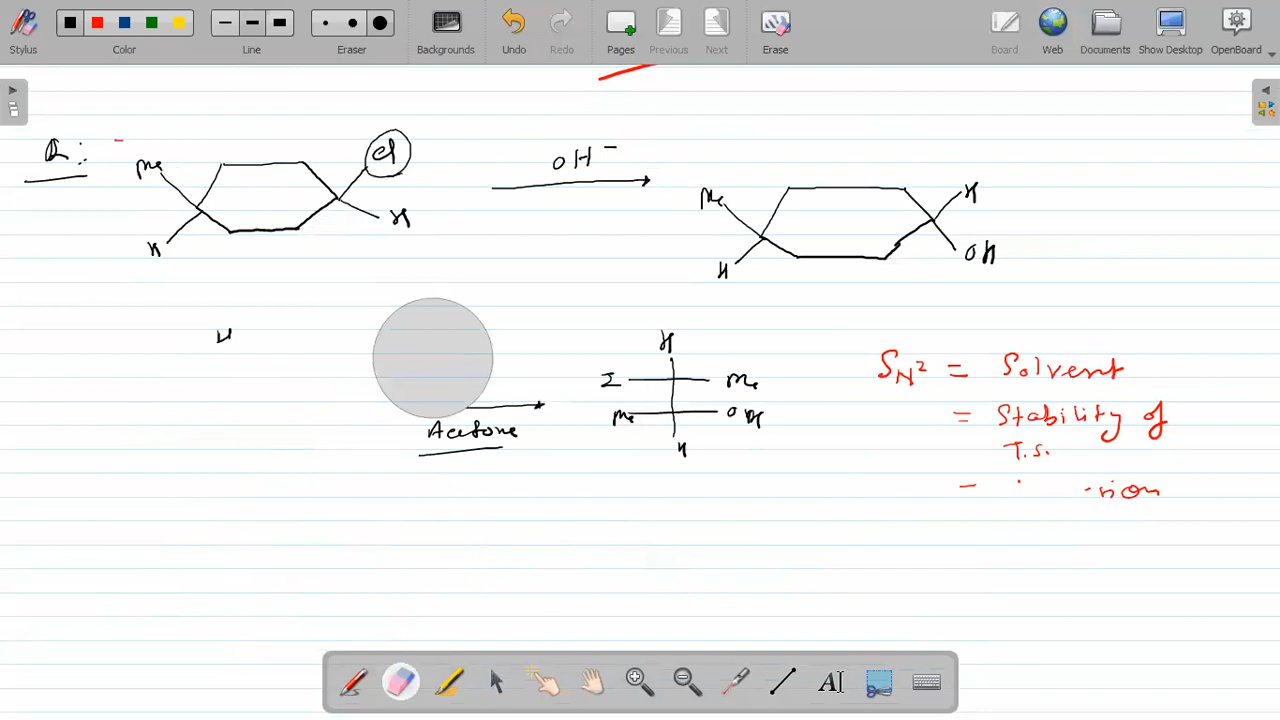 Stylus Color Line Eraser Backgrounds Undo Redo Pages Previous Next Erase Board Web Documents Show Desktop OpenBoard
Q :
Me Cl
H H
OH⁻
Me H
H OH
H
Acetone
H
I Me
Me OH
H
SN² = Solvent
= Stability of
T.S.